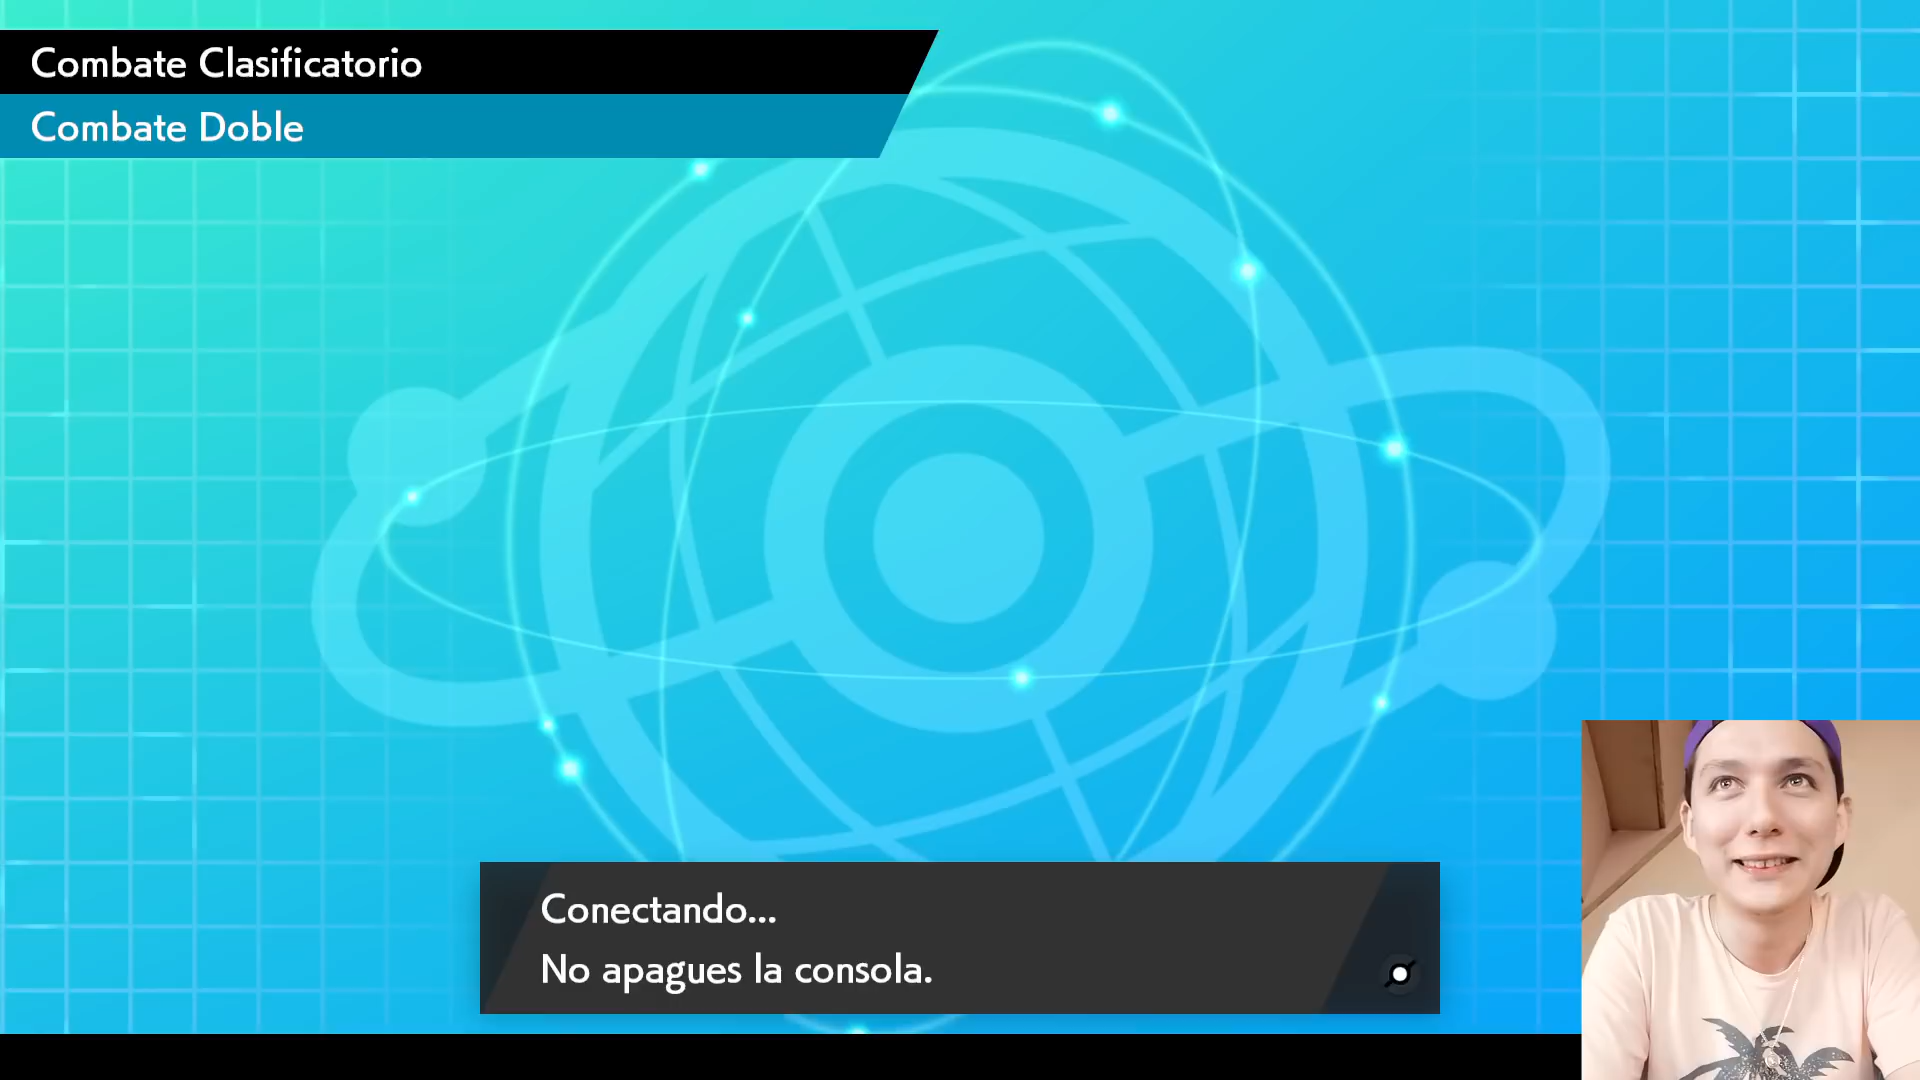 Combate Clasificatorio
Combate Doble
Conectando...
No apagues la consola.